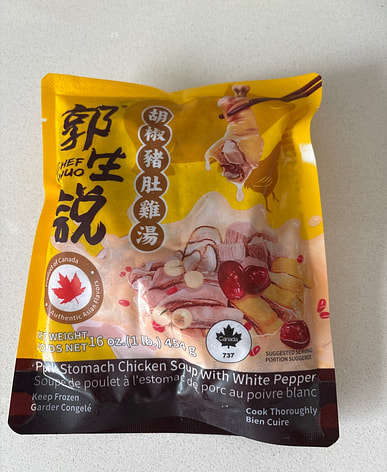 郭生説
CHEF GUO
胡椒豬肚雞湯
Product of Canada
Authentic Asian Flavors
NET WEIGHT
POIDS NET 16 oz.(1 lb.) 454 g
Canada
737
SUGGESTED SERVING
PORTION SUGGÉRÉE
Pork Stomach Chicken Soup With White Pepper
Soupe de poulet à l'estomac de porc au poivre blanc
Keep Frozen
Garder Congelé
Cook Thoroughly
Bien Cuire